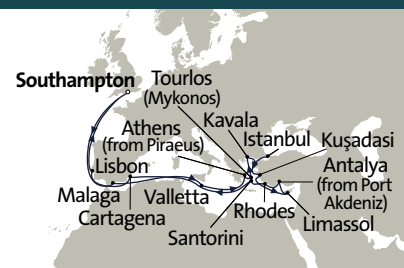 Southampton
Tourlos
(Mykonos)
Kavala
Athens
(from Piraeus)
Istanbul
Kuşadasi
Antalya
(from Port
Akdeniz)
Lisbon
Malaga
Valletta
Cartagena
Rhodes
Limassol
Santorini